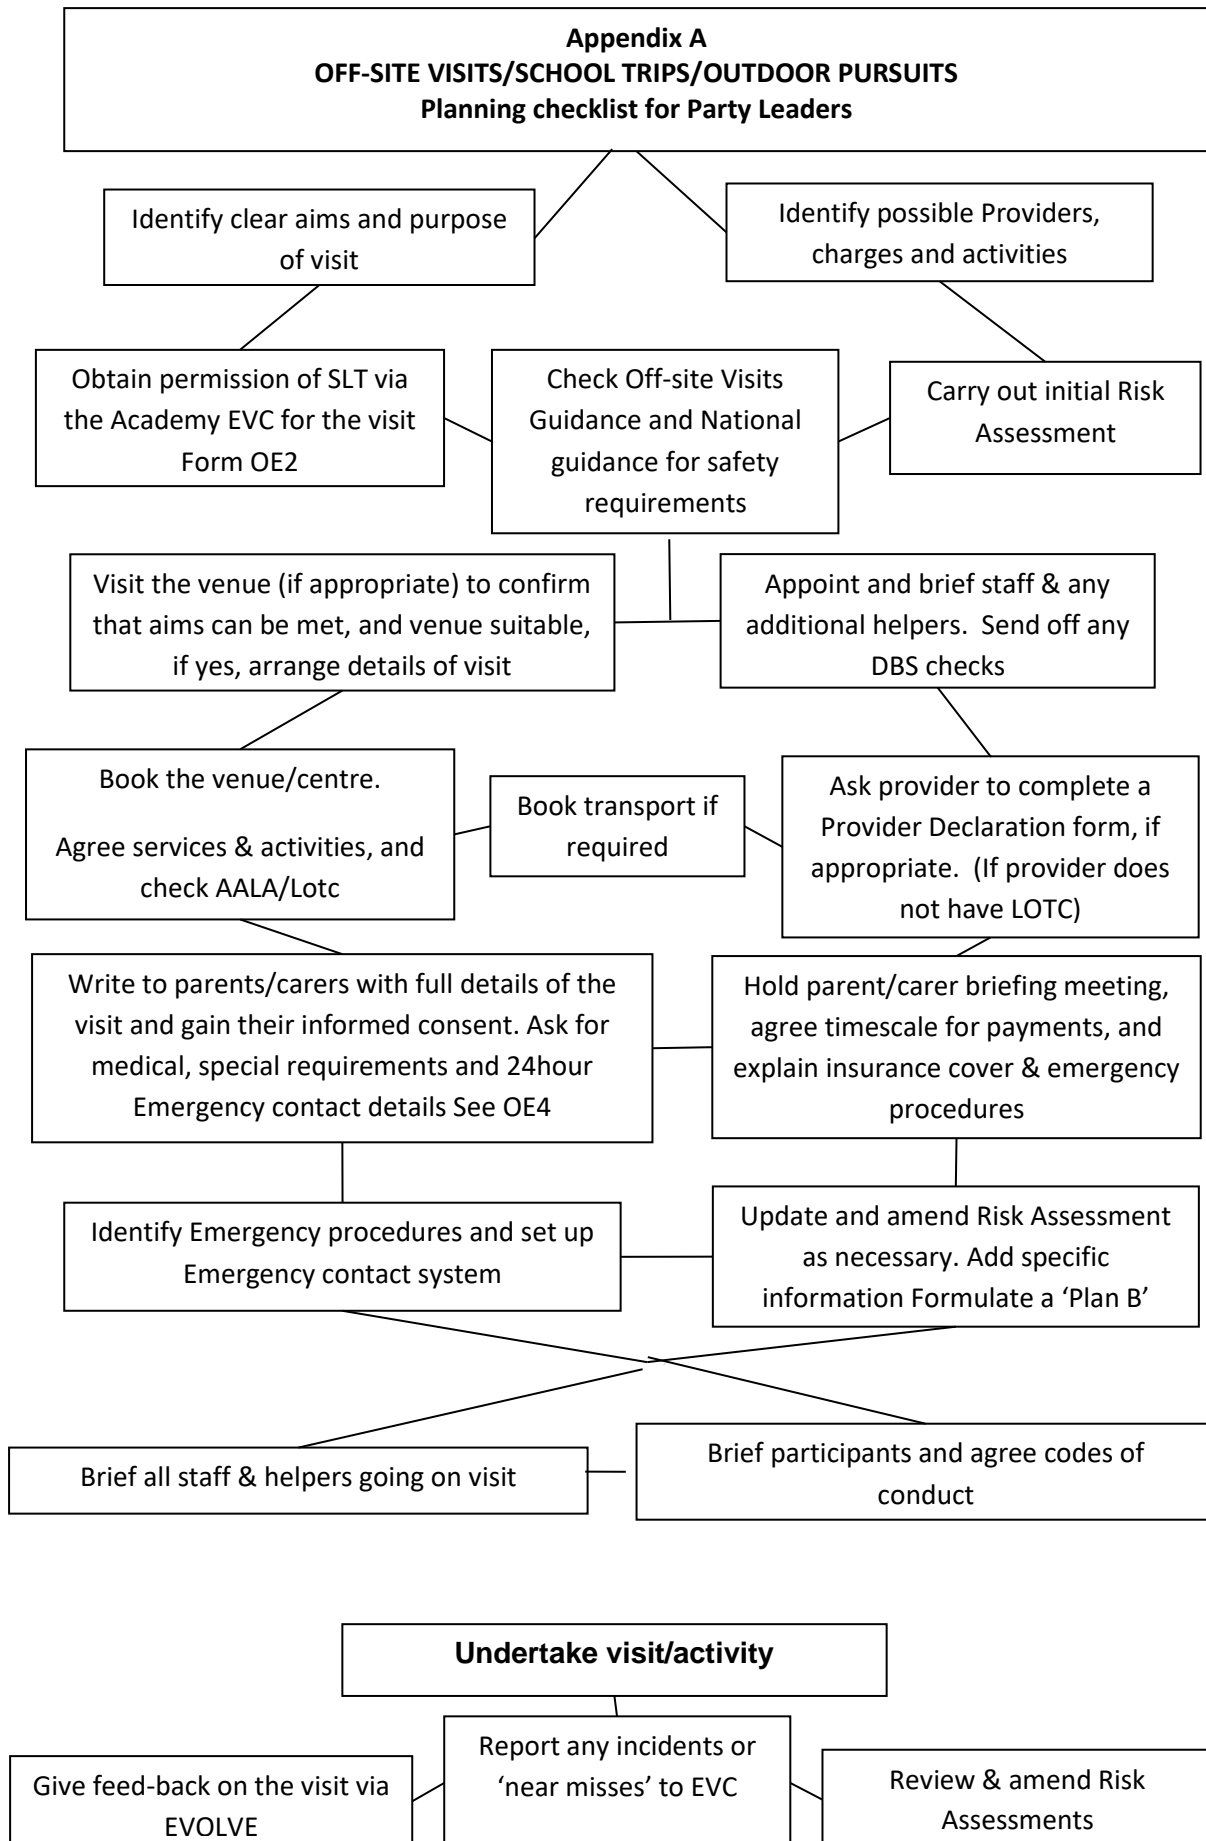 Appendix A
OFF-SITE VISITS/SCHOOL TRIPS/OUTDOOR PURSUITS
Planning checklist for Party Leaders
Identify clear aims and purpose
of visit
Identify possible Providers,
charges and activities
Obtain permission of SLT via
the Academy EVC for the visit
Form OE2
Check Off-site Visits
Guidance and National
guidance for safety
requirements
Carry out initial Risk
Assessment
Visit the venue (if appropriate) to confirm
that aims can be met, and venue suitable,
if yes, arrange details of visit
Appoint and brief staff & any
additional helpers.  Send off any
DBS checks
Book the venue/centre.
Agree services & activities, and
check AALA/Lotc
Book transport if
required
Ask provider to complete a
Provider Declaration form, if
appropriate.  (If provider does
not have LOTC)
Write to parents/carers with full details of the
visit and gain their informed consent. Ask for
medical, special requirements and 24hour
Emergency contact details See OE4
Hold parent/carer briefing meeting,
agree timescale for payments, and
explain insurance cover & emergency
procedures
Identify Emergency procedures and set up
Emergency contact system
Update and amend Risk Assessment
as necessary. Add specific
information Formulate a ‘Plan B’
Brief all staff & helpers going on visit
Brief participants and agree codes of
conduct
Undertake visit/activity
Report any incidents or
‘near misses’ to EVC
Give feed-back on the visit via
EVOLVE
Review & amend Risk
Assessments